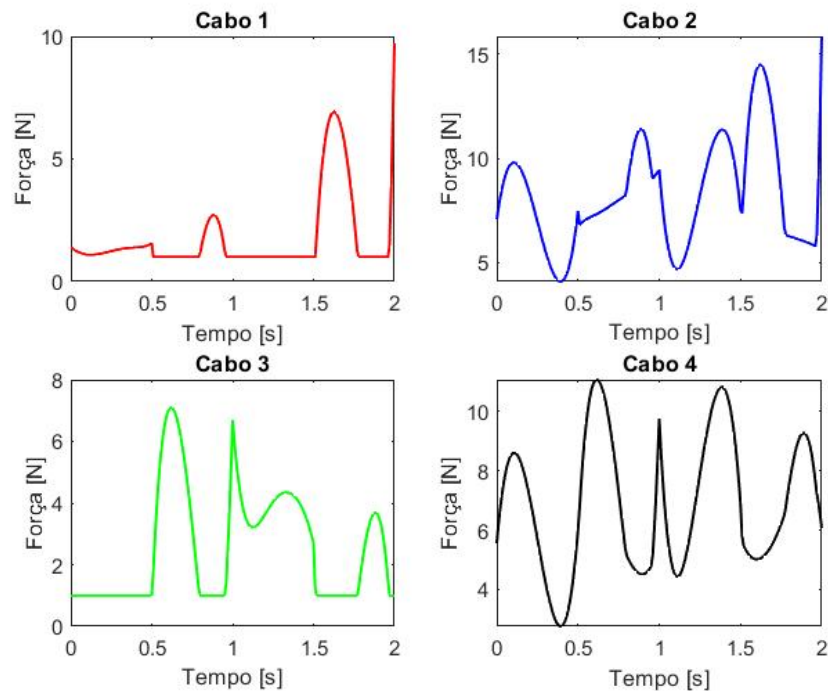 Cabo 1
10
5
0
Força [N]
0 0.5 1 1.5 2
Tempo [s]
Cabo 2
15
10
5
Força [N]
0 0.5 1 1.5 2
Tempo [s]
Cabo 3
8
6
4
2
0
Força [N]
0 0.5 1 1.5 2
Tempo [s]
Cabo 4
10
8
6
4
Força [N]
0 0.5 1 1.5 2
Tempo [s]